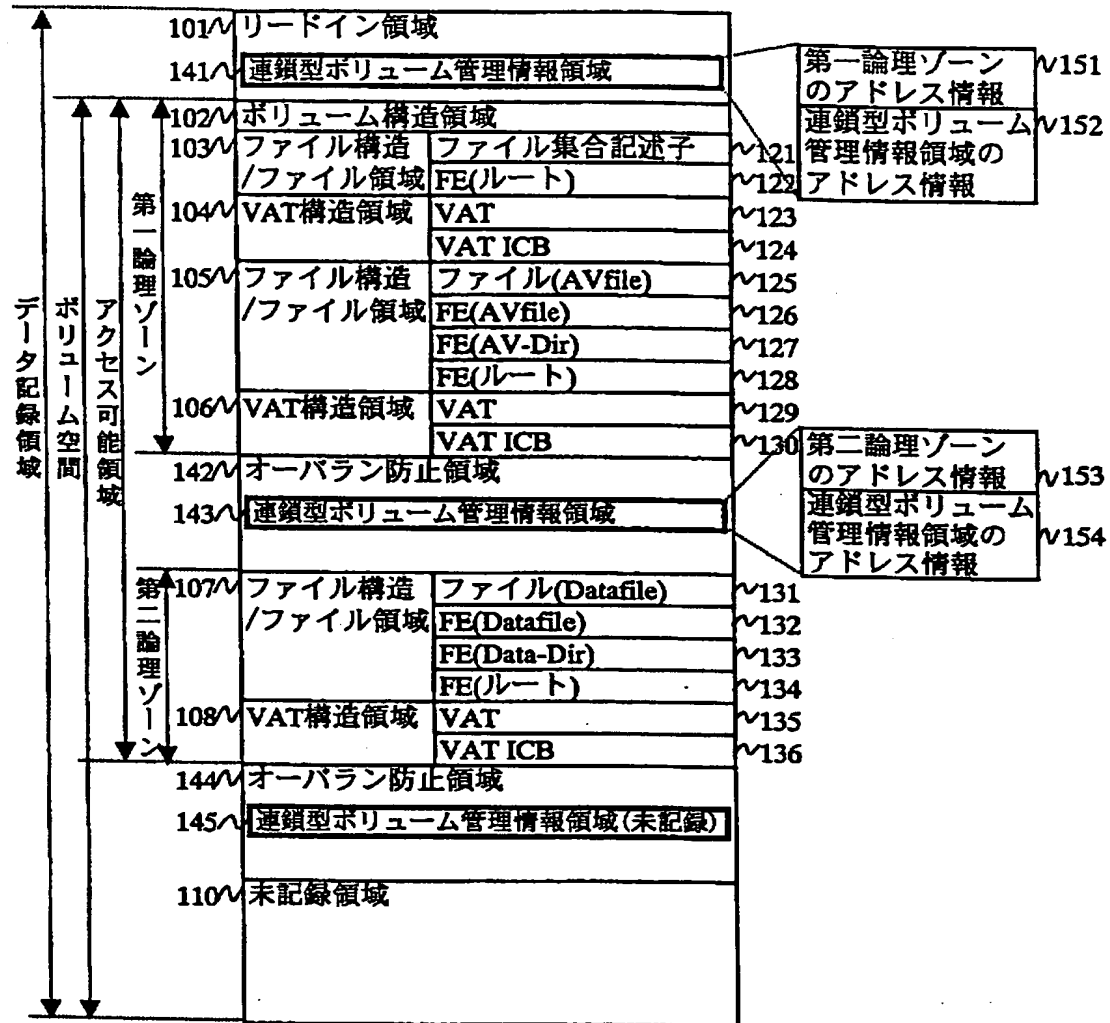 101 リードイン領域
141 連鎖型ボリューム管理情報領域
第一論理ゾーン 151
のアドレス情報
連鎖型ボリューム 152
管理情報領域の
アドレス情報
102 ボリューム構造領域
103 ファイル構造 ファイル集合記述子 121
/ファイル領域 FE(ルート) 122
104 VAT構造領域 VAT 123
VAT ICB 124
105 ファイル構造 ファイル(AVfile) 125
/ファイル領域 FE(AVfile) 126
FE(AV-Dir) 127
FE(ルート) 128
106 VAT構造領域 VAT 129
VAT ICB 130
142 オーバラン防止領域
143 連鎖型ボリューム管理情報領域
第二論理ゾーン
のアドレス情報 153
連鎖型ボリューム
管理情報領域の 154
アドレス情報
107 ファイル構造 ファイル(Datafile) 131
/ファイル領域 FE(Datafile) 132
FE(Data-Dir) 133
FE(ルート) 134
108 VAT構造領域 VAT 135
VAT ICB 136
144 オーバラン防止領域
145 連鎖型ボリューム管理情報領域(未記録)
110 未記録領域
データ記録領域
ボリューム空間
アクセス可能領域
第一論理ゾーン
第二論理ゾーン